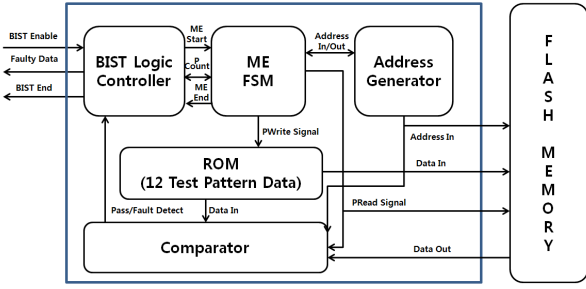 BIST Enable
Faulty Data
BIST End
BIST Logic
Controller
ME
Start
P
Count
ME
End
ME
FSM
Address
In/Out
Address
Generator
Address In
PWrite Signal
ROM
(12 Test Pattern Data)
Data In
PRead Signal
Pass/Fault Detect
Data In
Comparator
Data Out
FLASH MEMORY